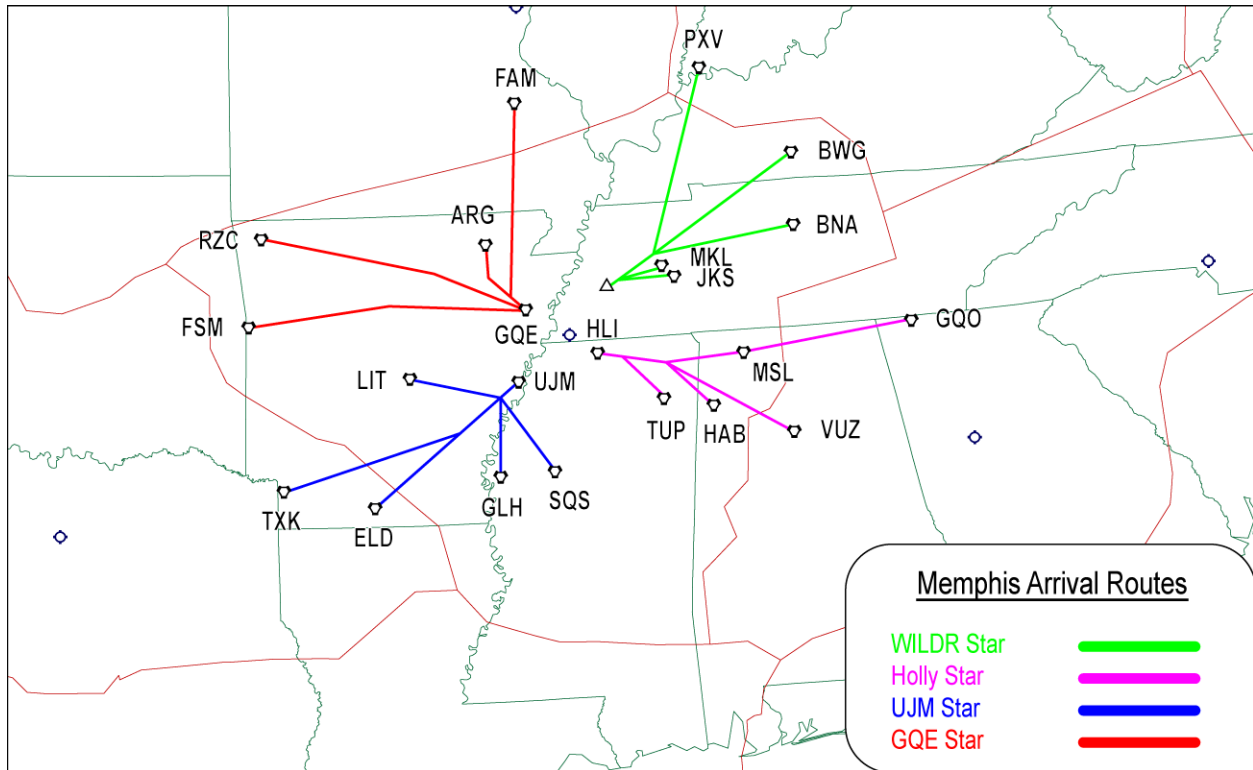 PXV
FAM
BWG
ARG
BNA
RZC
MKL
JKS
FSM
GQE
HLI
GQO
LIT
UJM
MSL
TUP
HAB
VUZ
TXK
ELD
GLH
SQS
Memphis Arrival Routes
WILDR Star
Holly Star
UJM Star
GQE Star